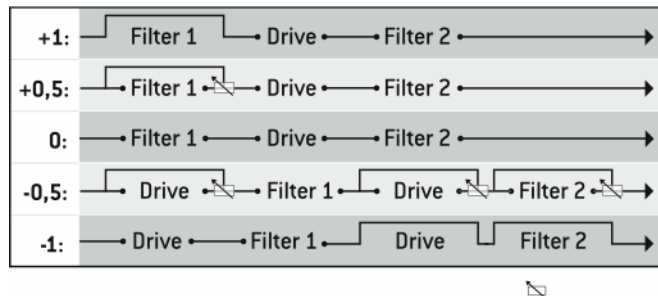 +1: Filter 1 Drive Filter 2
+0,5: Filter 1 Drive Filter 2
0: Filter 1 Drive Filter 2
-0,5: Drive Filter 1 Drive Filter 2
-1: Drive Filter 1 Drive Filter 2